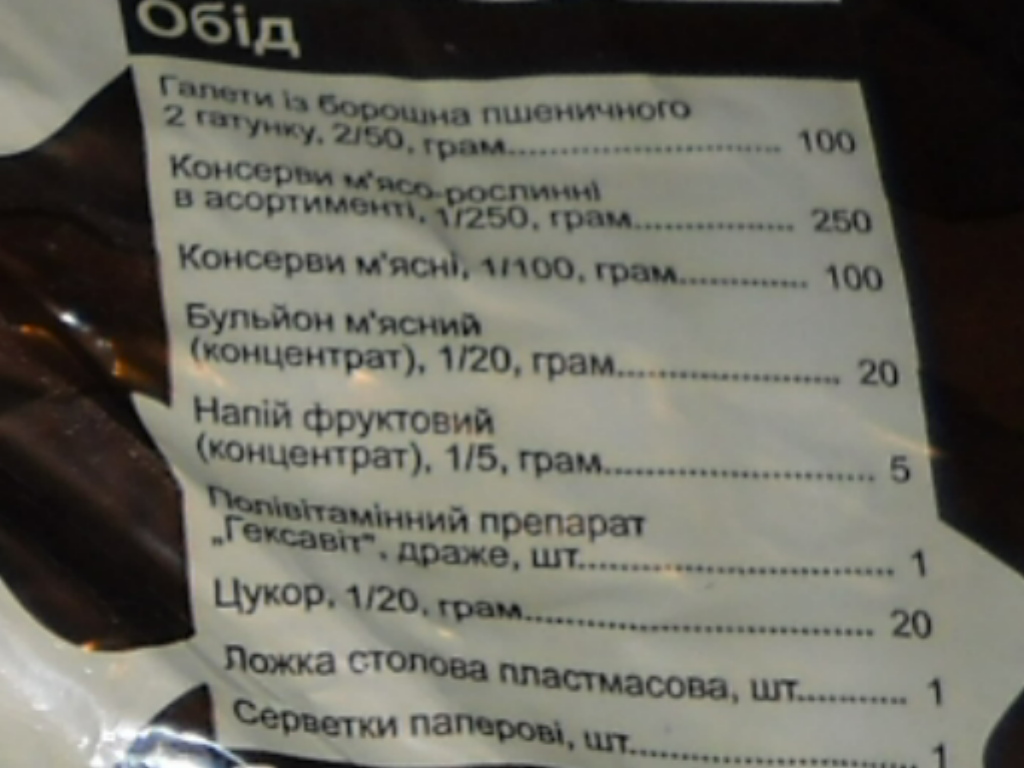 Обід
Галети із борошна пшеничного
2 гатунку, 2/50, грам.............................. 100
Консерви м'ясо-рослинні
в асортименті, 1/250, грам.................. 250
Консерви м'ясні, 1/100, грам.............. 100
Бульйон м'ясний
(концентрат), 1/20, грам......................... 20
Напій фруктовий
(концентрат), 1/5, грам.............................. 5
Полівітамінний препарат
„Гексавіт", драже, шт.................................. 1
Цукор, 1/20, грам...................................... 20
Ложка столова пластмасова, шт............ 1
Серветки паперові, шт............................... 1